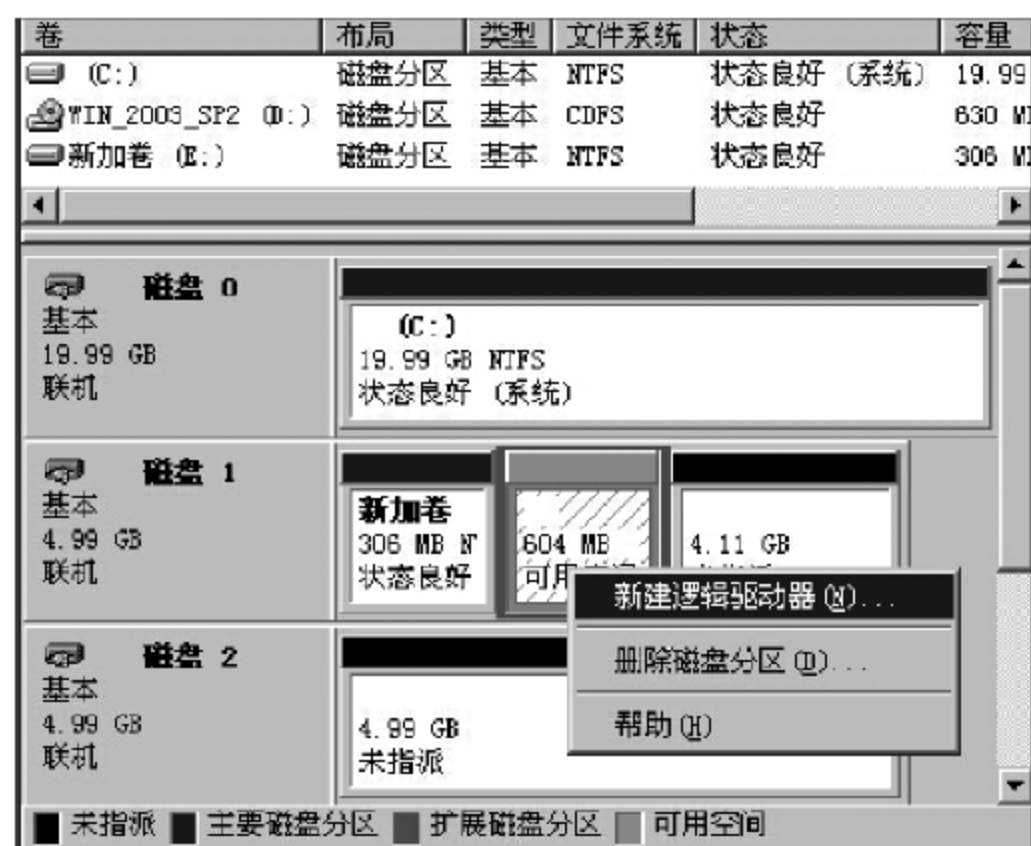 卷 布局 类型 文件系统 状态 容量
(C:) 磁盘分区 基本 NTFS 状态良好 (系统) 19.99
WIN_2003_SP2 (D:) 磁盘分区 基本 CDFS 状态良好 630 M
新加卷 (E:) 磁盘分区 基本 NTFS 状态良好 306 M
磁盘 0
基本
19.99 GB
联机
(C:)
19.99 GB NTFS
状态良好 (系统)
磁盘 1
基本
4.99 GB
联机
新加卷
306 MB N
状态良好
604 MB
可用
4.11 GB
新建逻辑驱动器(N)...
删除磁盘分区(D)...
帮助(H)
磁盘 2
基本
4.99 GB
联机
4.99 GB
未指派
未指派 主要磁盘分区 扩展磁盘分区 可用空间